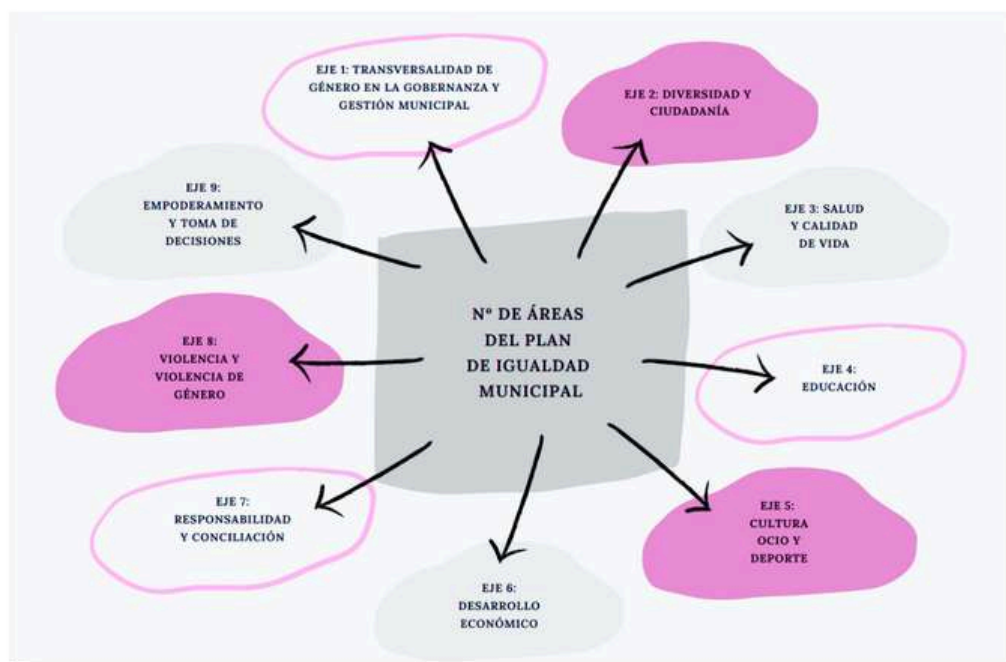 EJE 1: TRANSVERSALIDAD DE
GÉNERO EN LA GOBERNANZA Y
GESTIÓN MUNICIPAL
EJE 2: DIVERSIDAD Y
CIUDADANÍA
EJE 3: SALUD
Y CALIDAD
DE VIDA
EJE 4:
EDUCACIÓN
EJE 5:
CULTURA
OCIO Y
DEPORTE
EJE 6:
DESARROLLO
ECONÓMICO
EJE 7:
RESPONSABILIDAD
Y CONCILIACIÓN
EJE 8:
VIOLENCIA Y
VIOLENCIA DE
GÉNERO
EJE 9:
EMPODERAMIENTO
Y TOMA DE
DECISIONES
Nº DE ÁREAS
DEL PLAN
DE IGUALDAD
MUNICIPAL